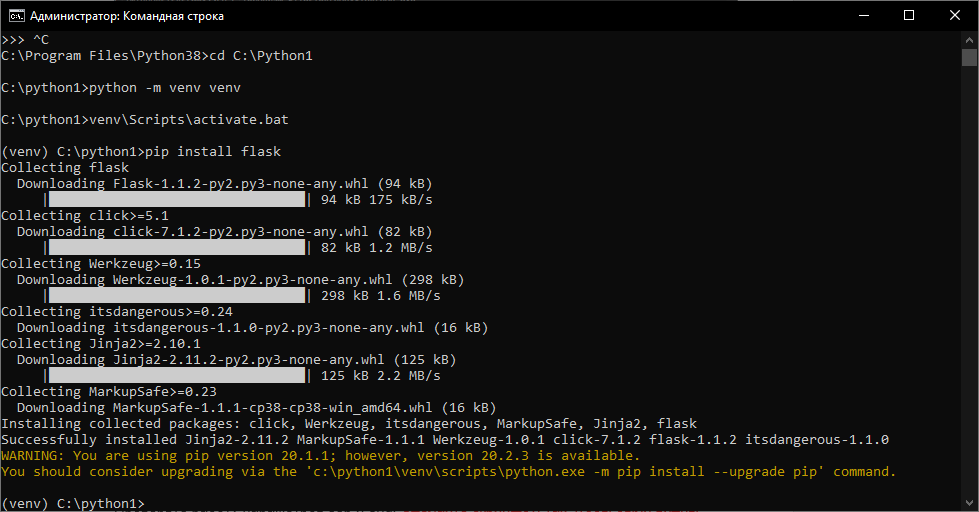 Администратор: Командная строка
>>> ^C
C:\Program Files\Python38>cd C:\Python1
C:\python1>python -m venv venv
C:\python1>venv\Scripts\activate.bat
(venv) C:\python1>pip install flask
Collecting flask
  Downloading Flask-1.1.2-py2.py3-none-any.whl (94 kB)
     |████████████████████████████████| 94 kB 175 kB/s
Collecting click>=5.1
  Downloading click-7.1.2-py2.py3-none-any.whl (82 kB)
     |████████████████████████████████| 82 kB 1.2 MB/s
Collecting Werkzeug>=0.15
  Downloading Werkzeug-1.0.1-py2.py3-none-any.whl (298 kB)
     |████████████████████████████████| 298 kB 1.6 MB/s
Collecting itsdangerous>=0.24
  Downloading itsdangerous-1.1.0-py2.py3-none-any.whl (16 kB)
Collecting Jinja2>=2.10.1
  Downloading Jinja2-2.11.2-py2.py3-none-any.whl (125 kB)
     |████████████████████████████████| 125 kB 2.2 MB/s
Collecting MarkupSafe>=0.23
  Downloading MarkupSafe-1.1.1-cp38-cp38-win_amd64.whl (16 kB)
Installing collected packages: click, Werkzeug, itsdangerous, MarkupSafe, Jinja2, flask
Successfully installed Jinja2-2.11.2 MarkupSafe-1.1.1 Werkzeug-1.0.1 click-7.1.2 flask-1.1.2 itsdangerous-1.1.0
WARNING: You are using pip version 20.1.1; however, version 20.2.3 is available.
You should consider upgrading via the 'c:\python1\venv\scripts\python.exe -m pip install --upgrade pip' command.
(venv) C:\python1>